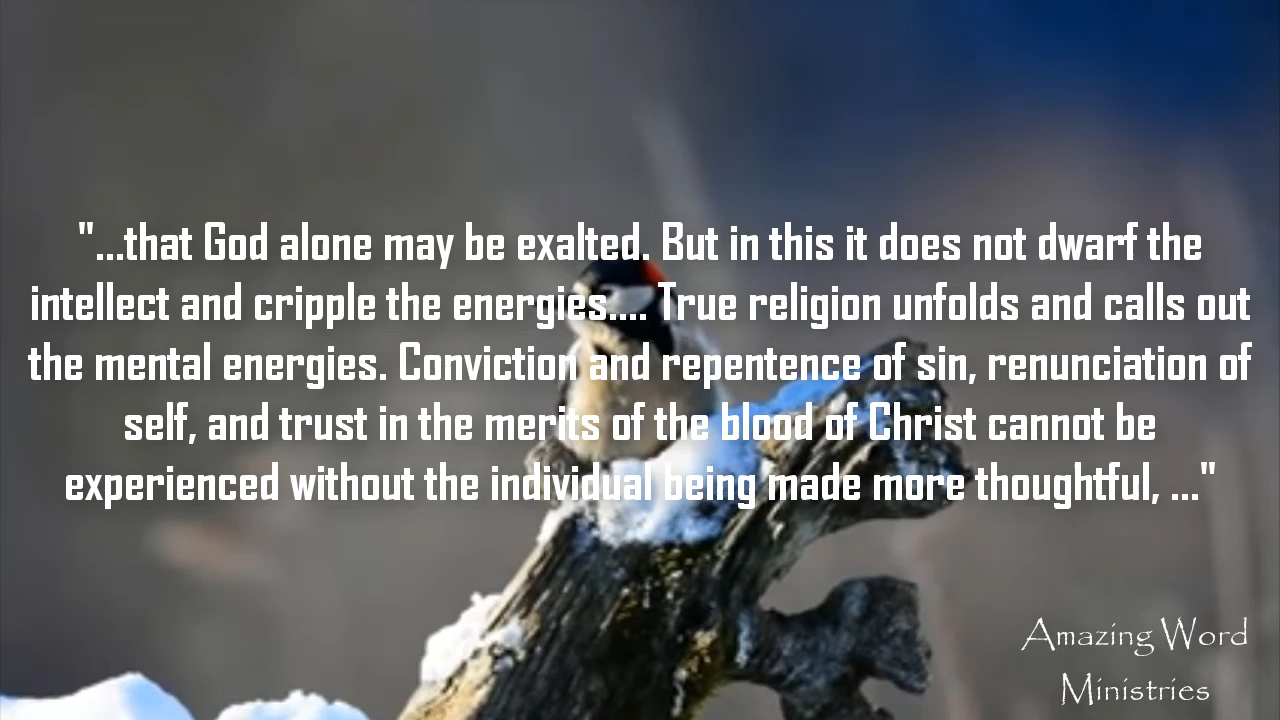 "...that God alone may be exalted. But in this it does not dwarf the
intellect and cripple the energies.... True religion unfolds and calls out
the mental energies. Conviction and repentence of sin, renunciation of
self, and trust in the merits of the blood of Christ cannot be
experienced without the individual being made more thoughtful, ..."
Amazing Word
Ministries